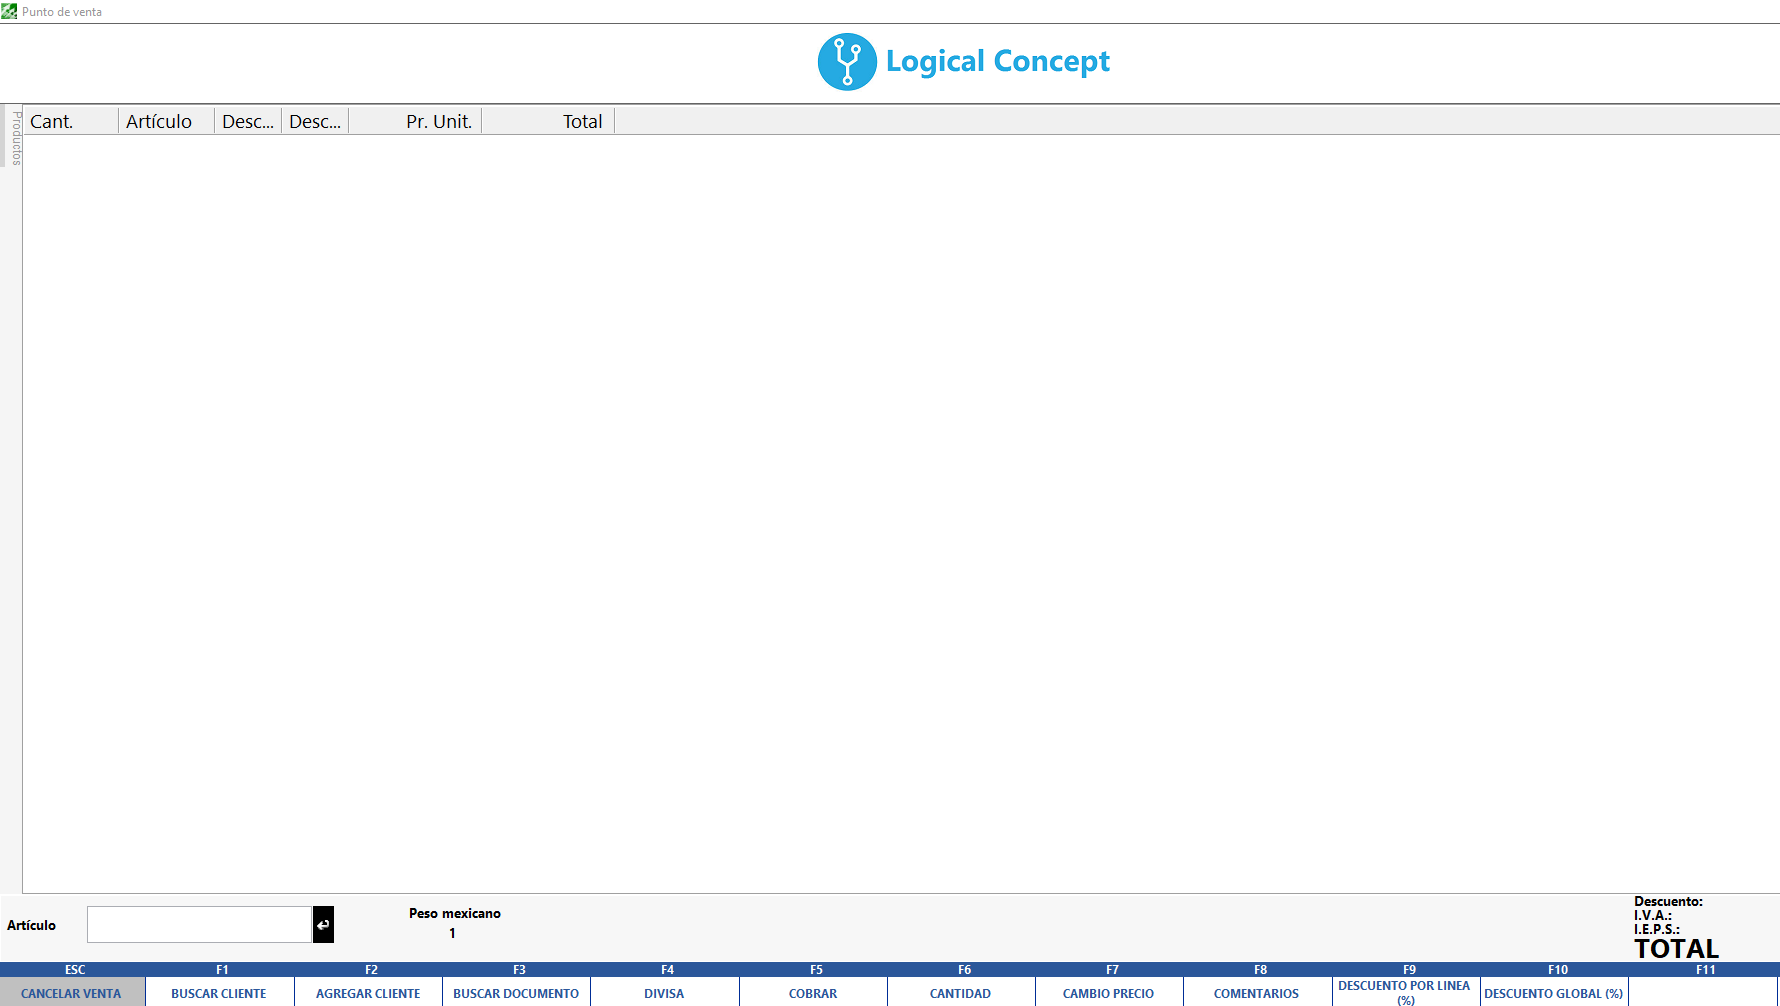 Punto de venta
Logical Concept
Productos
Cant. Artículo Desc... Desc... Pr. Unit. Total
Artículo
Peso mexicano
1
Descuento:
I.V.A.:
I.E.P.S.:
TOTAL
ESC F1 F2 F3 F4 F5 F6 F7 F8 F9 F10 F11
CANCELAR VENTA BUSCAR CLIENTE AGREGAR CLIENTE BUSCAR DOCUMENTO DIVISA COBRAR CANTIDAD CAMBIO PRECIO COMENTARIOS DESCUENTO POR LINEA (%) DESCUENTO GLOBAL (%)